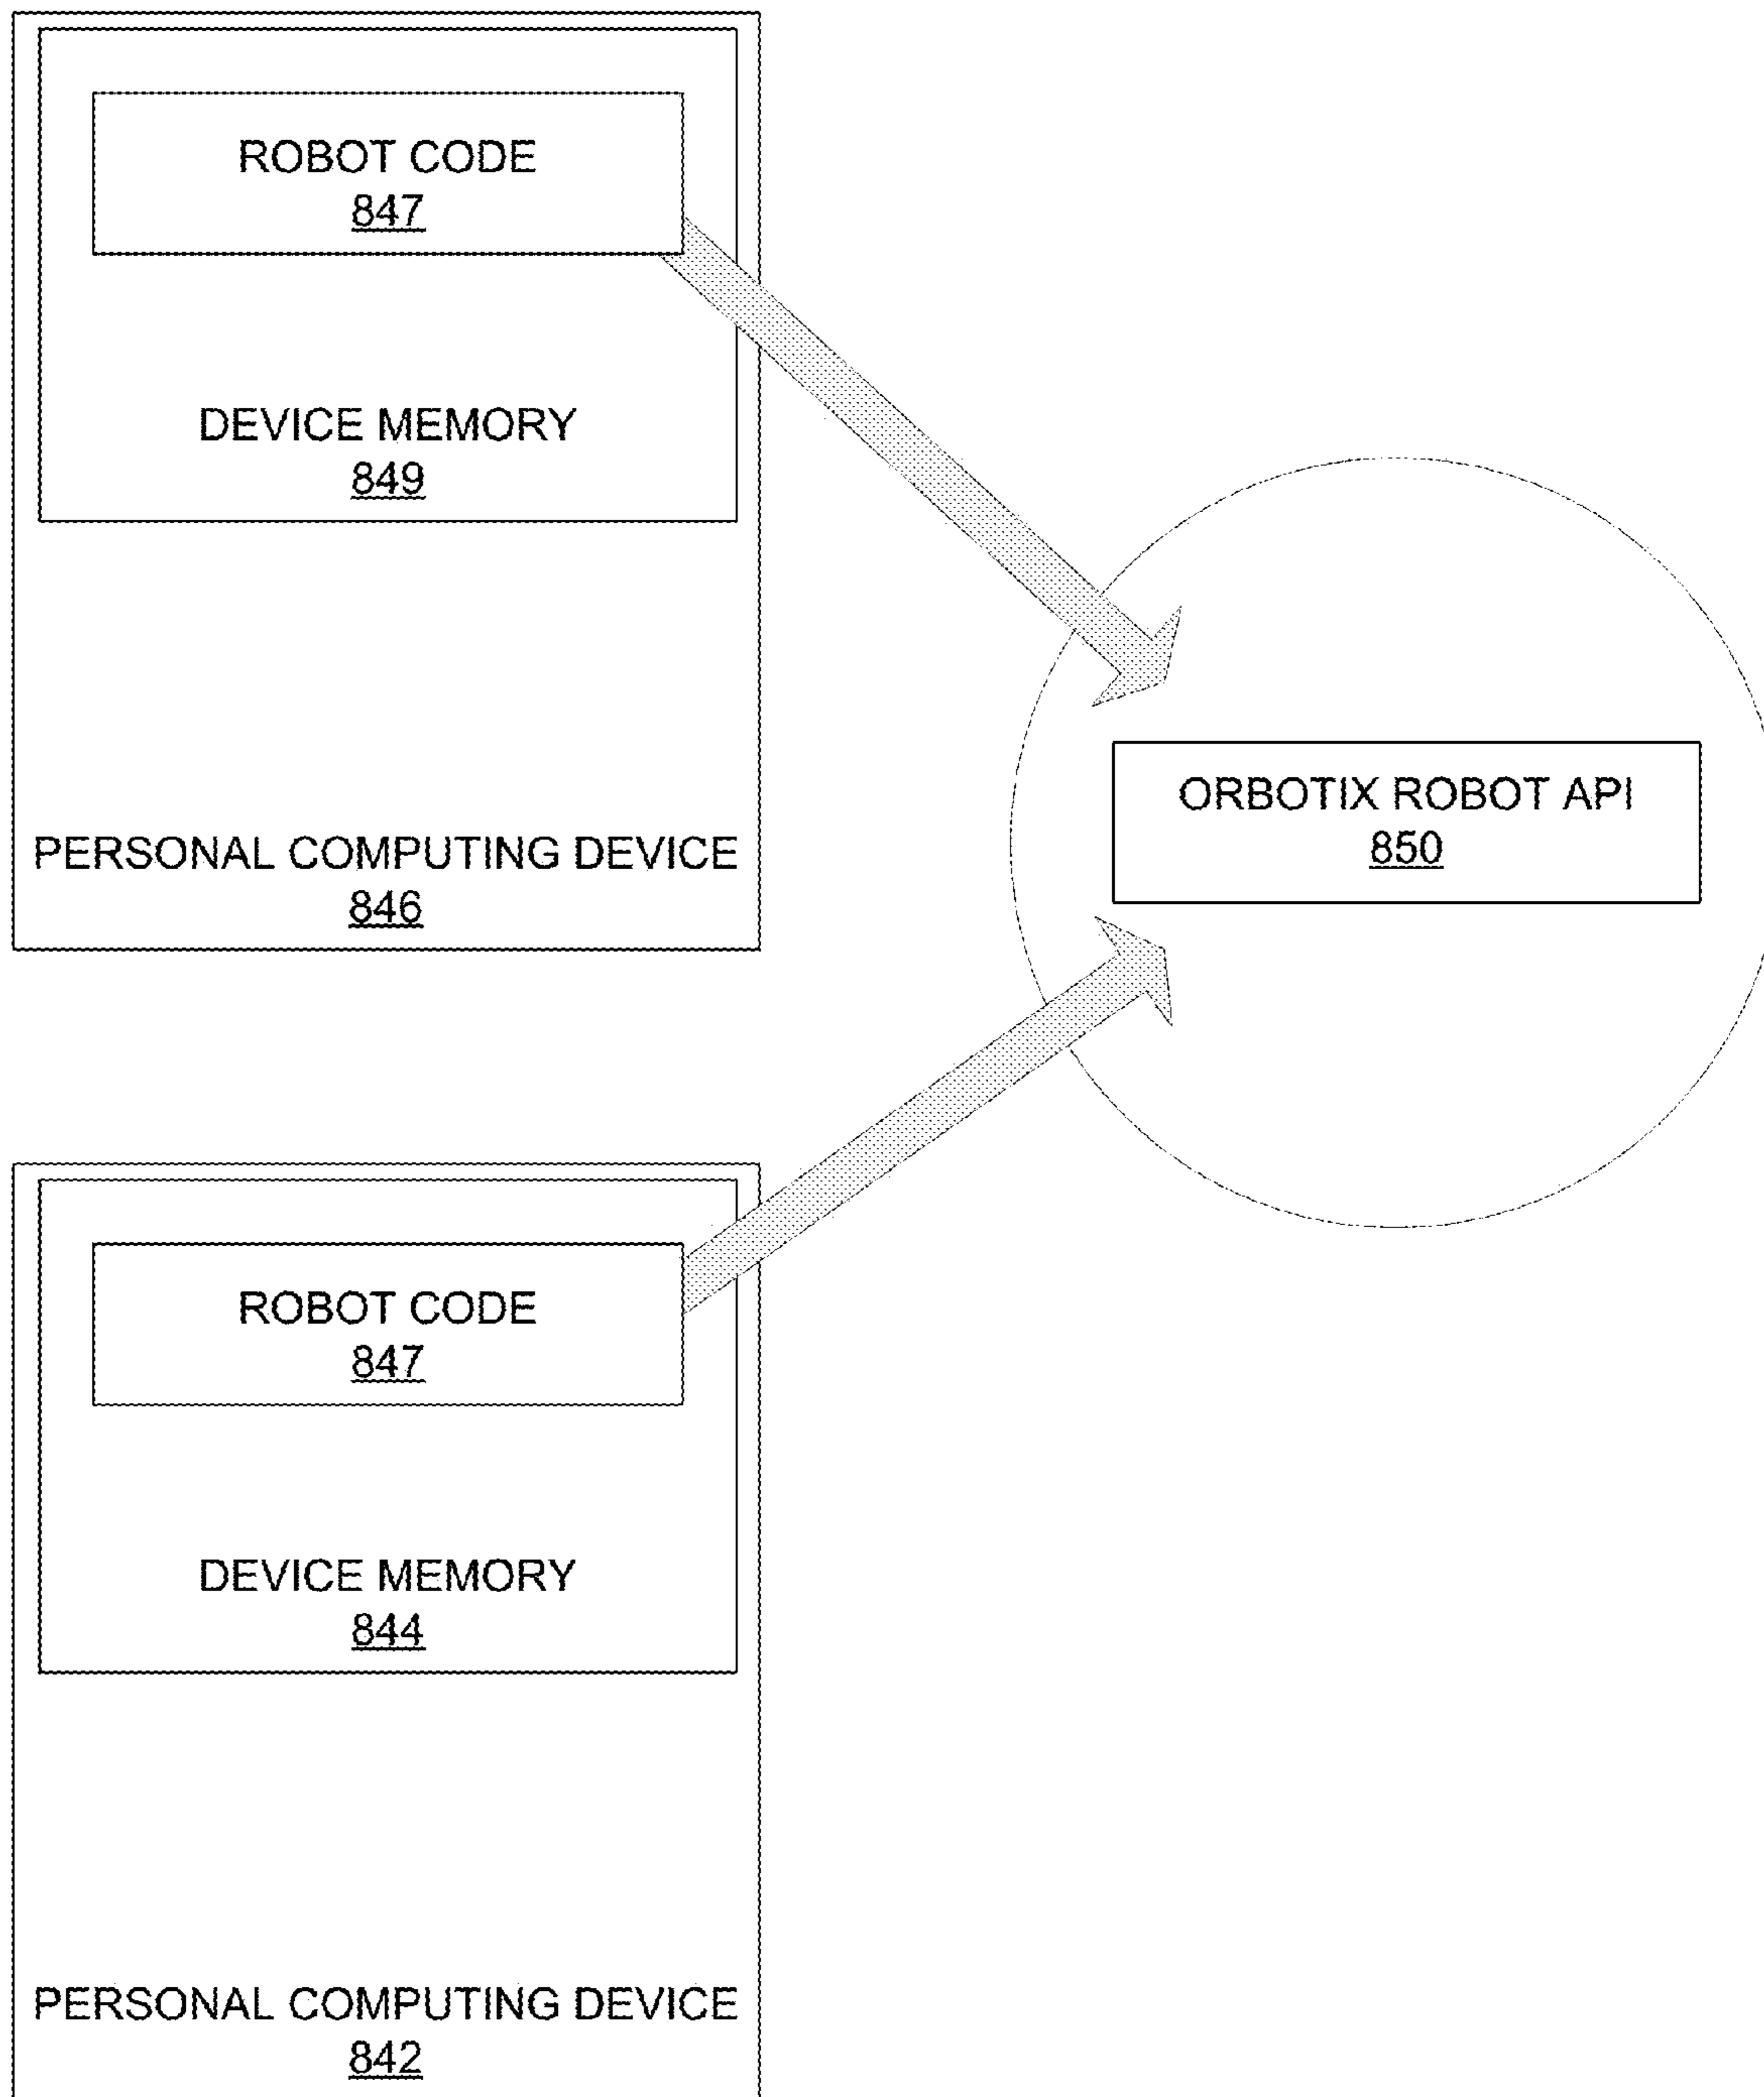 ROBOT CODE
847
DEVICE MEMORY
849
PERSONAL COMPUTING DEVICE
846
ORBOTIX ROBOT API
850
ROBOT CODE
847
DEVICE MEMORY
844
PERSONAL COMPUTING DEVICE
842